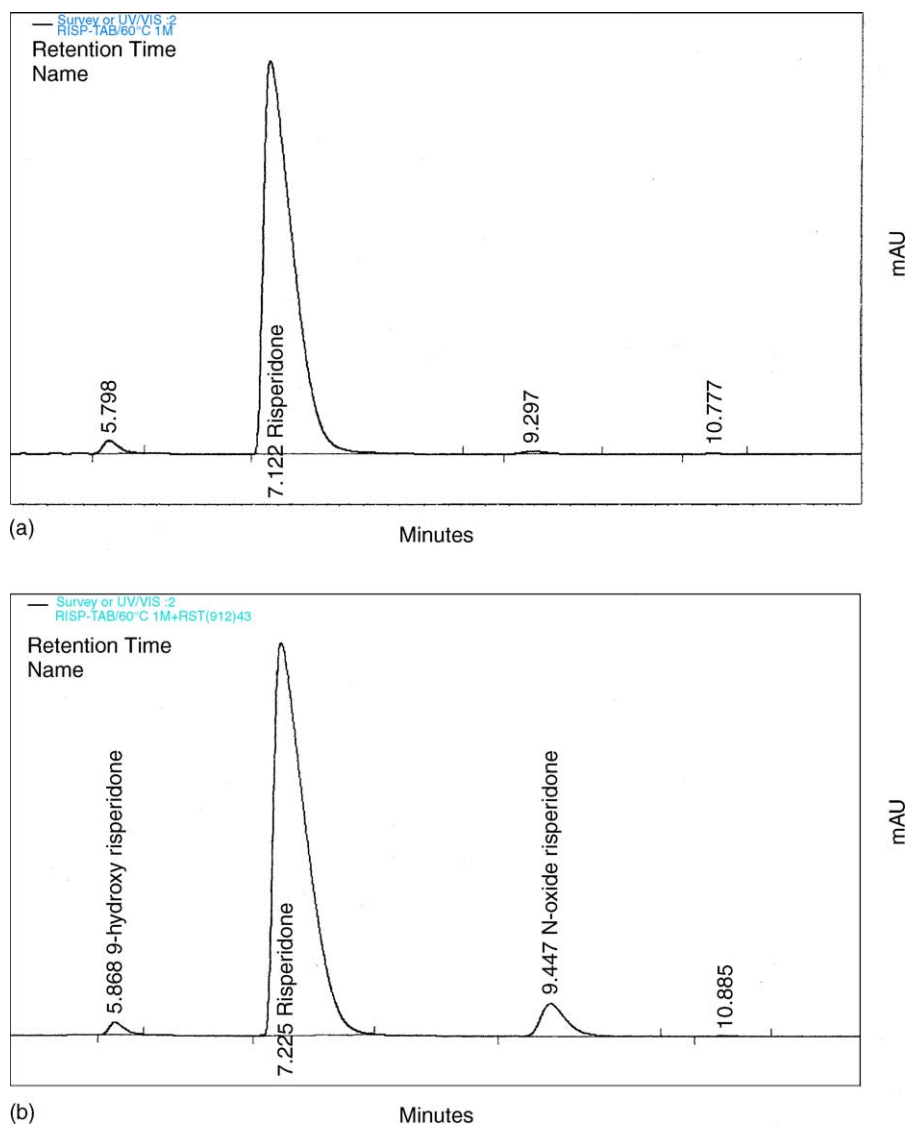 Survey or UV/VIS :2
RISP-TAB/60°C 1M
Retention Time
Name
5.798
7.122 Risperidone
9.297
10.777
mAU
(a)
Minutes
Survey or UV/VIS :2
RISP-TAB/60°C 1M+RST(912)43
Retention Time
Name
5.868 9-hydroxy risperidone
7.225 Risperidone
9.447 N-oxide risperidone
10.885
mAU
(b)
Minutes